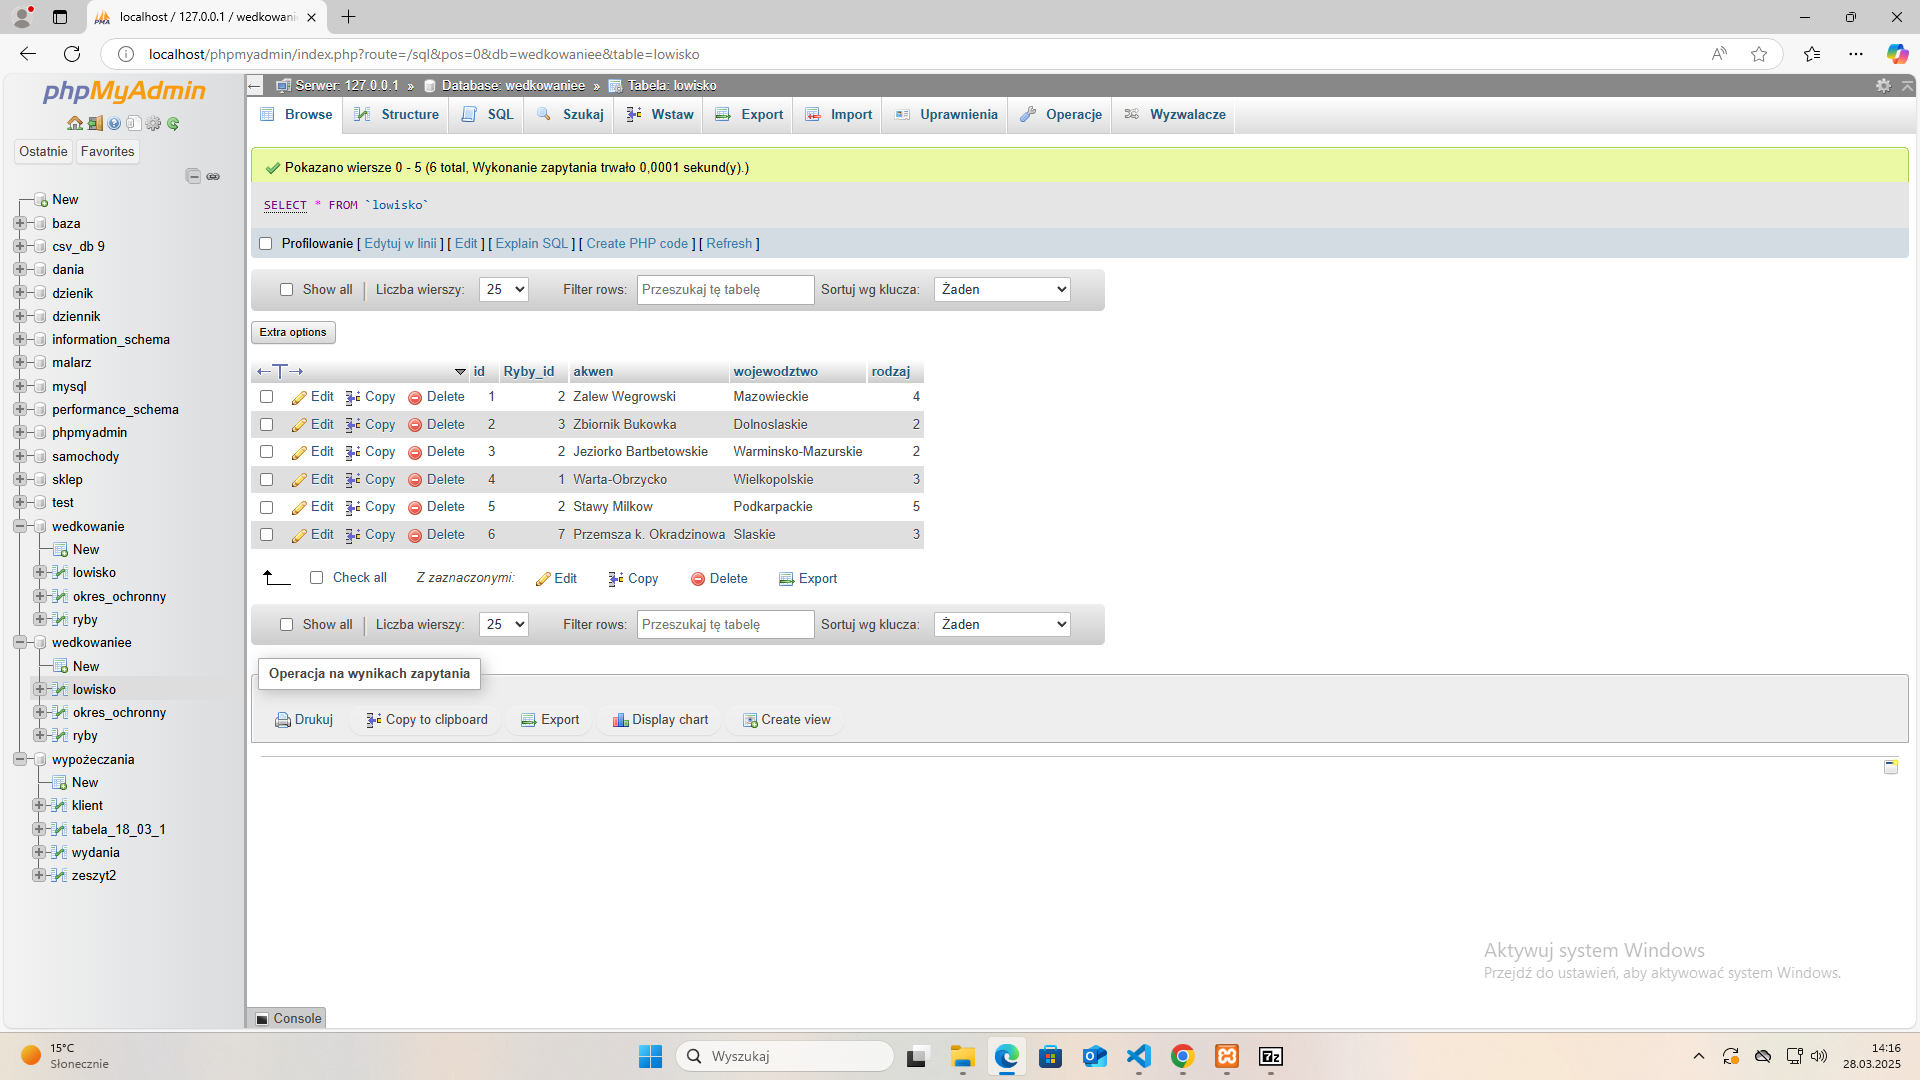 localhost / 127.0.0.1 / wedkowani
localhost/phpmyadmin/index.php?route=/sql&pos=0&db=wedkowaniee&table=lowisko
phpMyAdmin
Ostatnie Favorites
New
baza
csv_db 9
dania
dzienik
dziennik
information_schema
malarz
mysql
performance_schema
phpmyadmin
samochody
sklep
test
wedkowanie
New
lowisko
okres_ochronny
ryby
wedkowaniee
New
lowisko
okres_ochronny
ryby
wypożeczania
New
klient
tabela_18_03_1
wydania
zeszyt2
Serwer: 127.0.0.1 » Database: wedkowaniee » Tabela: lowisko
Browse Structure SQL Szukaj Wstaw Export Import Uprawnienia Operacje Wyzwalacze
Pokazano wiersze 0 - 5 (6 total, Wykonanie zapytania trwało 0,0001 sekund(y).)
SELECT * FROM `lowisko`
Profilowanie [ Edytuj w linii ] [ Edit ] [ Explain SQL ] [ Create PHP code ] [ Refresh ]
Show all | Liczba wierszy: 25 Filter rows: Przeszukaj tę tabelę Sortuj wg klucza: Żaden
Extra options
←T→ id Ryby_id akwen wojewodztwo rodzaj
Edit Copy Delete 1 2 Zalew Wegrowski Mazowieckie 4
Edit Copy Delete 2 3 Zbiornik Bukowka Dolnoslaskie 2
Edit Copy Delete 3 2 Jeziorko Bartbetowskie Warminsko-Mazurskie 2
Edit Copy Delete 4 1 Warta-Obrzycko Wielkopolskie 3
Edit Copy Delete 5 2 Stawy Milkow Podkarpackie 5
Edit Copy Delete 6 7 Przemsza k. Okradzinowa Slaskie 3
Check all Z zaznaczonymi: Edit Copy Delete Export
Show all | Liczba wierszy: 25 Filter rows: Przeszukaj tę tabelę Sortuj wg klucza: Żaden
Operacja na wynikach zapytania
Drukuj Copy to clipboard Export Display chart Create view
Aktywuj system Windows
Przejdź do ustawień, aby aktywować system Windows.
Console
15°C
Słonecznie
Wyszukaj
14:16
28.03.2025